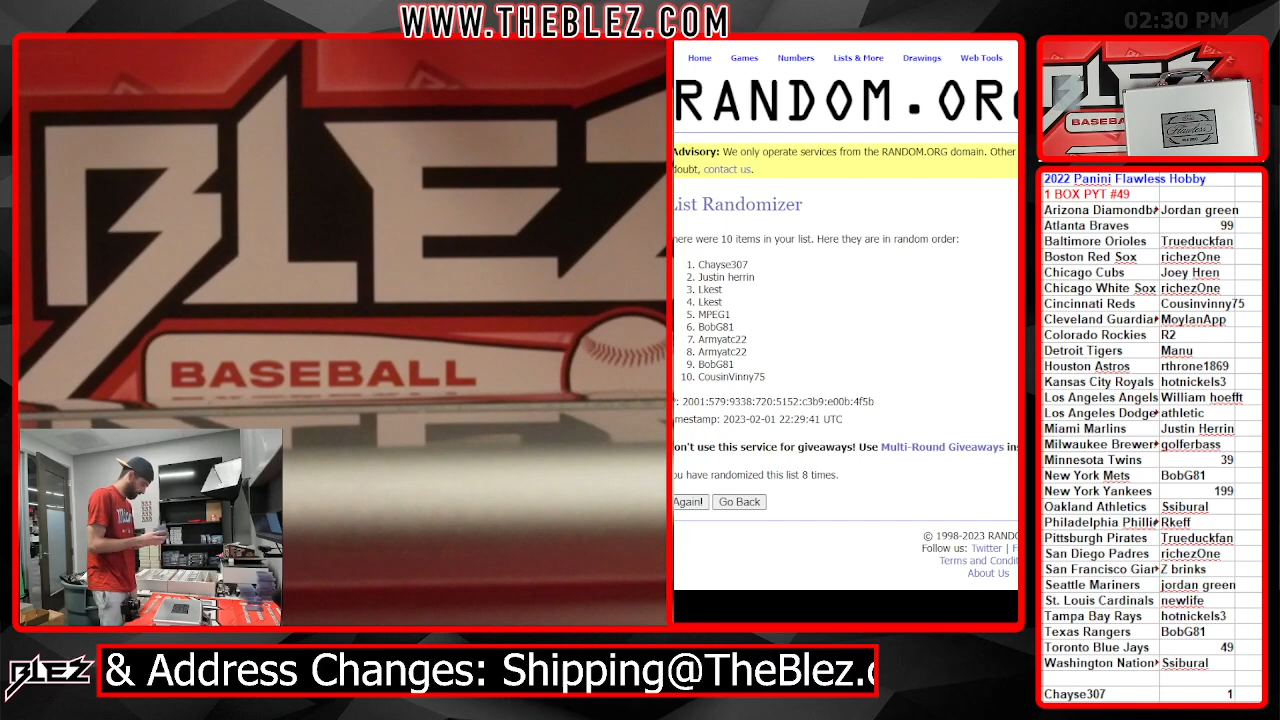 WWW.THEBLEZ.COM
02:30 PM
BLEZ
BASEBALL
Home Games Numbers Lists & More Drawings Web Tools
RANDOM.ORG
Advisory: We only operate services from the RANDOM.ORG domain. Other
doubt, contact us.
List Randomizer
here were 10 items in your list. Here they are in random order:
1. Chayse307
2. Justin herrin
3. Lkest
4. Lkest
5. MPEG1
6. BobG81
7. Armyatc22
8. Armyatc22
9. BobG81
10. CousinVinny75
P: 2001:579:9338:720:5152:c3b9:e00b:4f5b
mestamp: 2023-02-01 22:29:41 UTC
on't use this service for giveaways! Use Multi-Round Giveaways ins
ou have randomized this list 8 times.
Again! Go Back
© 1998-2023 RANDO
Follow us: Twitter | F
Terms and Condit
About Us
BLEZ
BASEBA
Flawless
2022 Panini Flawless Hobby
1 BOX PYT #49
Arizona Diamondba Jordan green
Atlanta Braves 99
Baltimore Orioles Trueduckfan
Boston Red Sox richezOne
Chicago Cubs Joey Hren
Chicago White Sox richezOne
Cincinnati Reds Cousinvinny75
Cleveland Guardia MoylanApp
Colorado Rockies R2
Detroit Tigers Manu
Houston Astros rthrone1869
Kansas City Royals hotnickels3
Los Angeles Angels William hoefft
Los Angeles Dodge athletic
Miami Marlins Justin Herrin
Milwaukee Brewer golferbass
Minnesota Twins 39
New York Mets BobG81
New York Yankees 199
Oakland Athletics Ssibural
Philadelphia Philli Rkeff
Pittsburgh Pirates Trueduckfan
San Diego Padres richezOne
San Francisco Gian Z brinks
Seattle Mariners jordan green
St. Louis Cardinals newlife
Tampa Bay Rays hotnickels3
Texas Rangers BobG81
Toronto Blue Jays 49
Washington Nation Ssibural
Chayse307 1
BLEZ
& Address Changes: Shipping@TheBlez.c